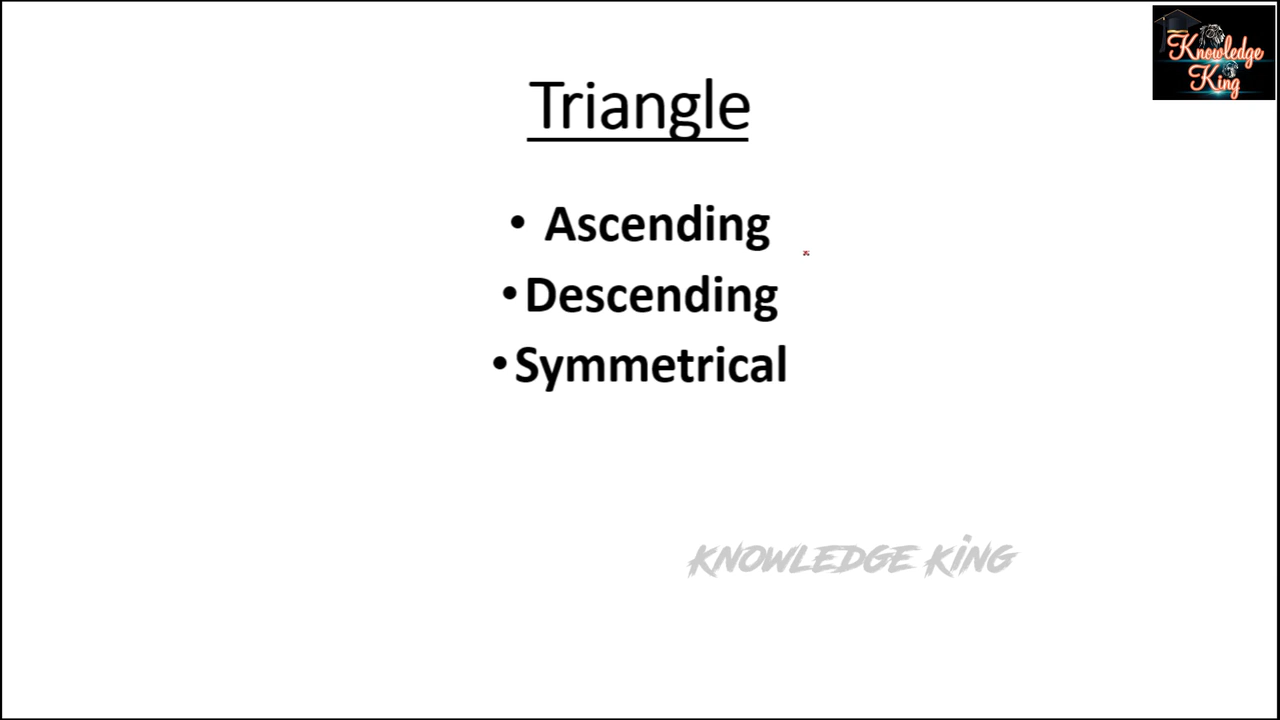 Knowledge
King
Triangle
• Ascending
• Descending
• Symmetrical
KNOWLEDGE KING